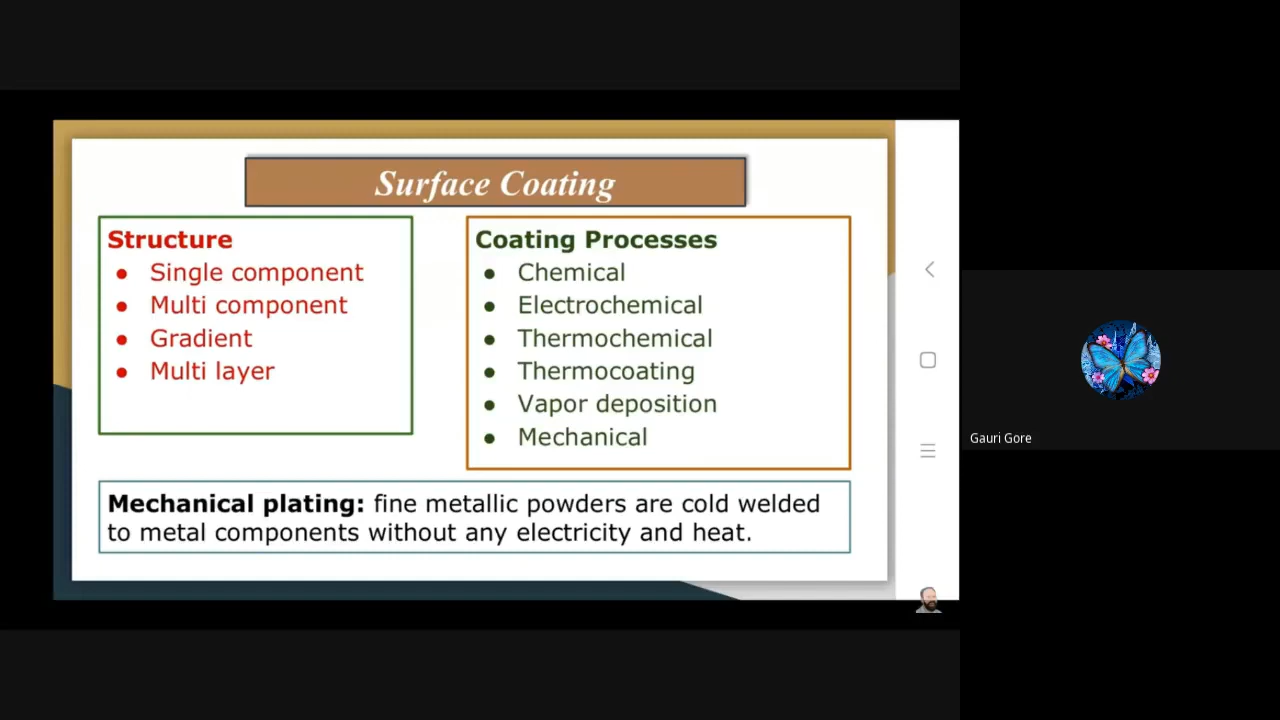 Surface Coating
Structure
● Single component
● Multi component
● Gradient
● Multi layer
Coating Processes
● Chemical
● Electrochemical
● Thermochemical
● Thermocoating
● Vapor deposition
● Mechanical
Mechanical plating: fine metallic powders are cold welded
to metal components without any electricity and heat.
Gauri Gore